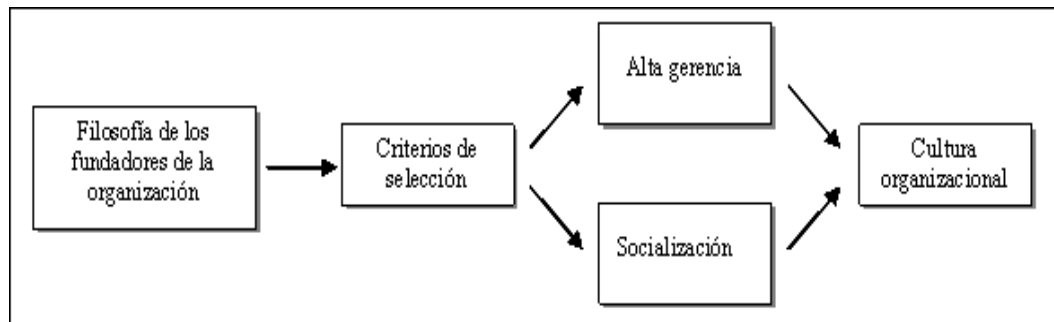 Filosofía de los
fundadores de la
organización
Criterios de
selección
Alta gerencia
Socialización
Cultura
organizacional